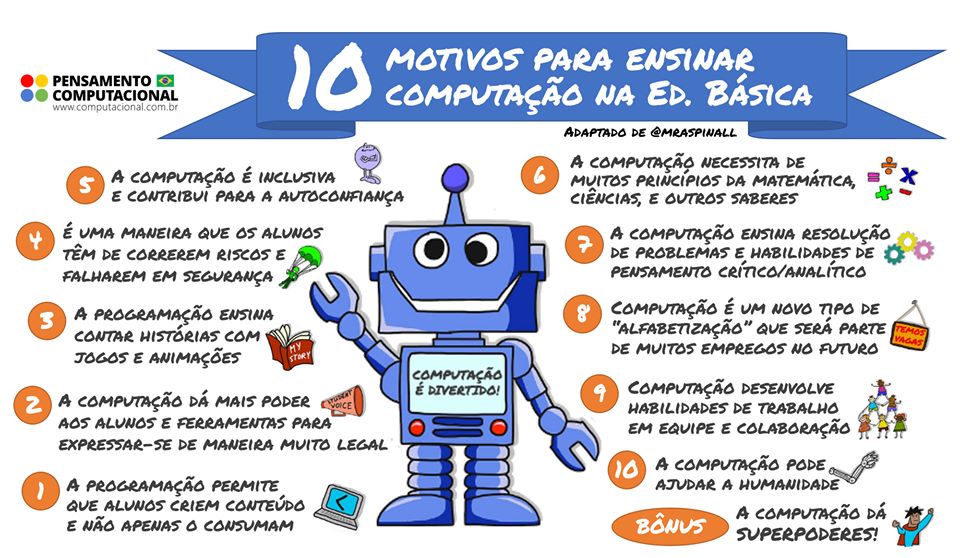 PENSAMENTO
COMPUTACIONAL
www.computacional.com.br
10 MOTIVOS PARA ENSINAR
COMPUTAÇÃO NA ED. BÁSICA
ADAPTADO DE @MRASPINALL
5 A COMPUTAÇÃO É INCLUSIVA
E CONTRIBUI PARA A AUTOCONFIANÇA
4 É UMA MANEIRA QUE OS ALUNOS
TÊM DE CORREREM RISCOS E
FALHAREM EM SEGURANÇA
3 A PROGRAMAÇÃO ENSINA
CONTAR HISTÓRIAS COM
JOGOS E ANIMAÇÕES
MY
STORY
2 A COMPUTAÇÃO DÁ MAIS PODER
AOS ALUNOS E FERRAMENTAS PARA
EXPRESSAR-SE DE MANEIRA MUITO LEGAL
STUDENT
VOICE
1 A PROGRAMAÇÃO PERMITE
QUE ALUNOS CRIEM CONTEÚDO
E NÃO APENAS O CONSUMAM
<
COMPUTAÇÃO
É DIVERTIDO!
6 A COMPUTAÇÃO NECESSITA DE
MUITOS PRINCÍPIOS DA MATEMÁTICA,
CIÊNCIAS, E OUTROS SABERES
÷ = x + -
7 A COMPUTAÇÃO ENSINA RESOLUÇÃO
DE PROBLEMAS E HABILIDADES DE
PENSAMENTO CRÍTICO/ANALÍTICO
8 COMPUTAÇÃO É UM NOVO TIPO DE
"ALFABETIZAÇÃO" QUE SERÁ PARTE
DE MUITOS EMPREGOS NO FUTURO
TEMOS
VAGAS
9 COMPUTAÇÃO DESENVOLVE
HABILIDADES DE TRABALHO
EM EQUIPE E COLABORAÇÃO
10 A COMPUTAÇÃO PODE
AJUDAR A HUMANIDADE
BÔNUS A COMPUTAÇÃO DÁ
SUPERPODERES!